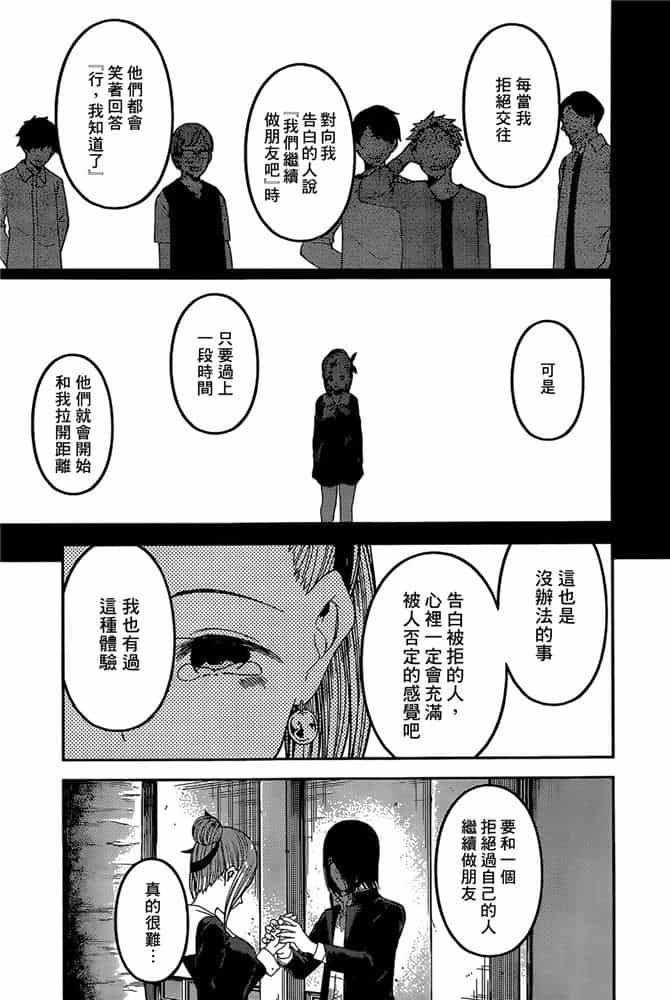 每當我
拒絕交往
對向我
告白的人說
『我們繼續
做朋友吧』時
他們都會
笑著回答
『行，我知道了』
可是
只要過上
一段時間
他們就會開始
和我拉開距離
這也是
沒辦法的事
告白被拒的人，
心裡一定會充滿
被人否定的感覺吧
我也有過
這種體驗
要和一個
拒絕過自己的人
繼續做朋友
真的很難…